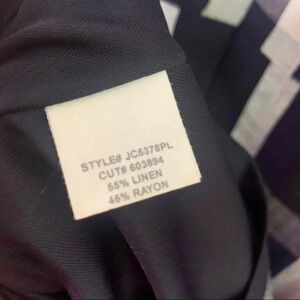 STYLE# JC5378PL
CUT# 603894
55% LINEN
45% RAYON